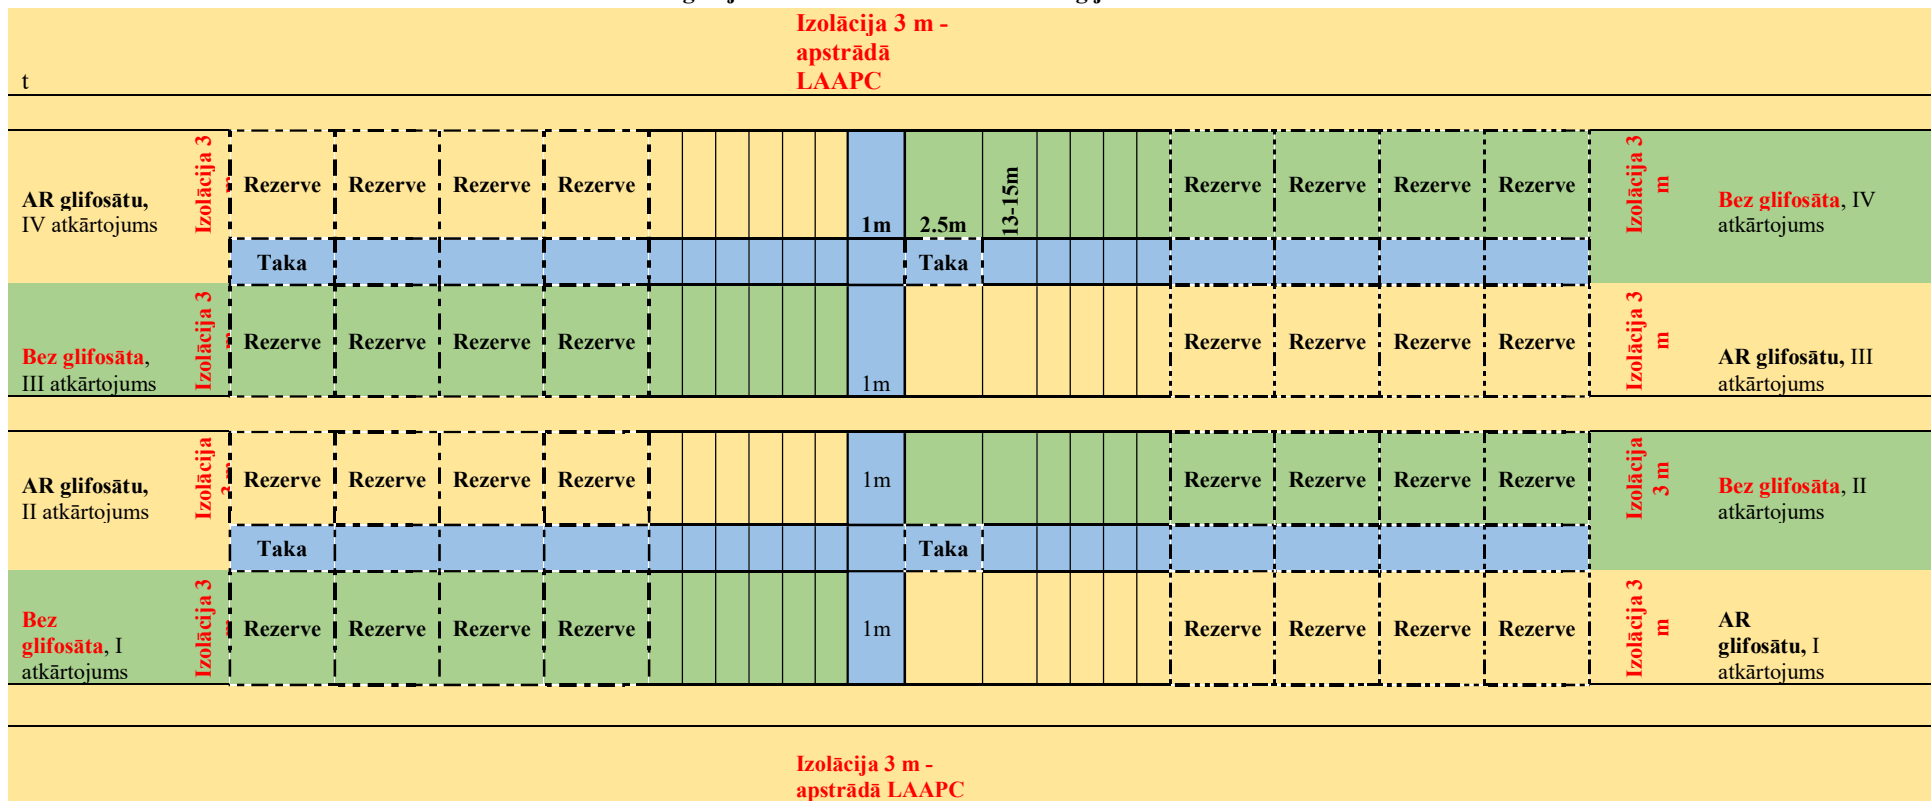 Izolācija 3 m -
apstrādā
LAAPC
t
AR glifosātu,
IV atkārtojums
Izolācija 3
Rezerve Rezerve Rezerve Rezerve
1m
2.5m
13-15m
Rezerve Rezerve Rezerve Rezerve
Izolācija 3
m
Bez glifosāta, IV
atkārtojums
Taka
Taka
Bez glifosāta,
III atkārtojums
Izolācija 3
Rezerve Rezerve Rezerve Rezerve
1m
Rezerve Rezerve Rezerve Rezerve
Izolācija 3
m
AR glifosātu, III
atkārtojums
AR glifosātu,
II atkārtojums
Izolācija
Rezerve Rezerve Rezerve Rezerve
1m
Rezerve Rezerve Rezerve Rezerve
Izolācija
3 m
Bez glifosāta, II
atkārtojums
Taka
Taka
Bez
glifosāta, I
atkārtojums
Izolācija 3
Rezerve Rezerve Rezerve Rezerve
1m
Rezerve Rezerve Rezerve Rezerve
Izolācija 3
m
AR
glifosātu, I
atkārtojums
Izolācija 3 m -
apstrādā LAAPC